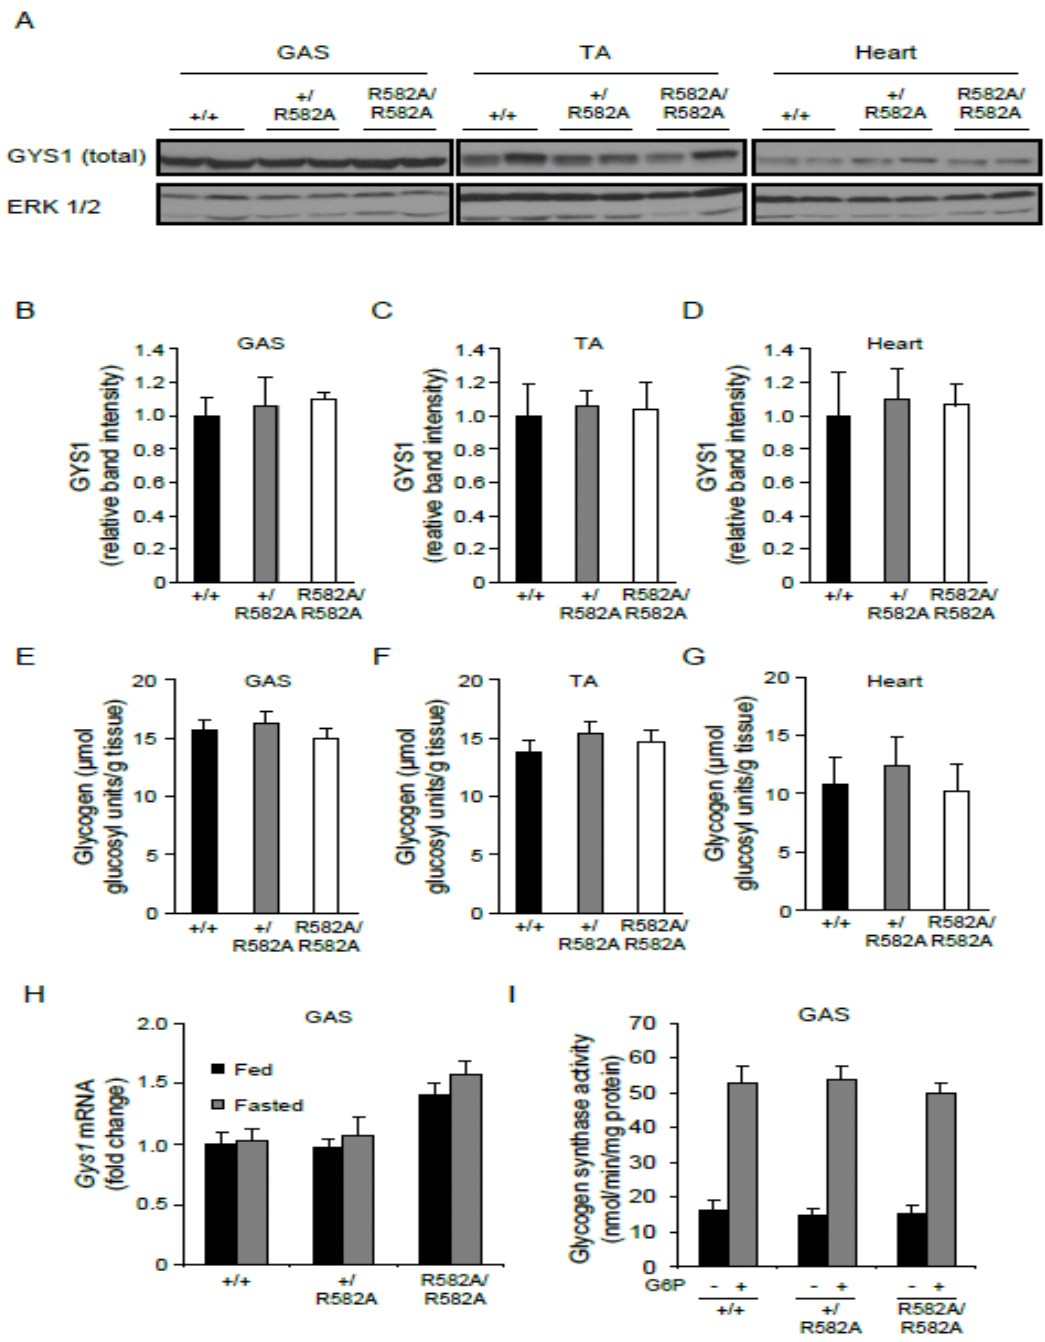 A
GAS TA Heart
+/+ +/ R582A R582A/ R582A +/+ +/ R582A R582A/ R582A +/+ +/ R582A R582A/ R582A
GYS1 (total)
ERK 1/2
B
GAS
GYS1
(relative band intensity)
1.4
1.2
1.0
0.8
0.6
0.4
0.2
0
+/+ +/ R582A/
R582A R582A
C
TA
GYS1
(reative band intensity)
1.4
1.2
1.0
0.8
0.6
0.4
0.2
0
+/+ +/ R582A/
R582A R582A
D
Heart
GYS1
(relative band intensity)
1.4
1.2
1.0
0.8
0.6
0.4
0.2
0
+/+ +/ R582A/
R582A R582A
E
GAS
Glycogen (µmol
glucosyl units/g tissue)
20
15
10
5
0
+/+ +/ R582A/
R582A R582A
F
TA
Glycogen (µmol
glucosyl units/g tissue)
20
15
10
5
0
+/+ +/ R582A/
R582A R582A
G
Heart
Glycogen (µmol
glucosyl units/g tissue)
20
15
10
5
0
+/+ +/ R582A/
R582A R582A
H
GAS
Gys1 mRNA
(fold change)
2.0
1.5
1.0
0.5
0
Fed
Fasted
+/+ +/ R582A/
R582A R582A
I
GAS
Glycogen synthase activity
(nmol/min/mg protein)
70
60
50
40
30
20
10
0
G6P - + - + - +
+/+ +/ R582A/
R582A R582A